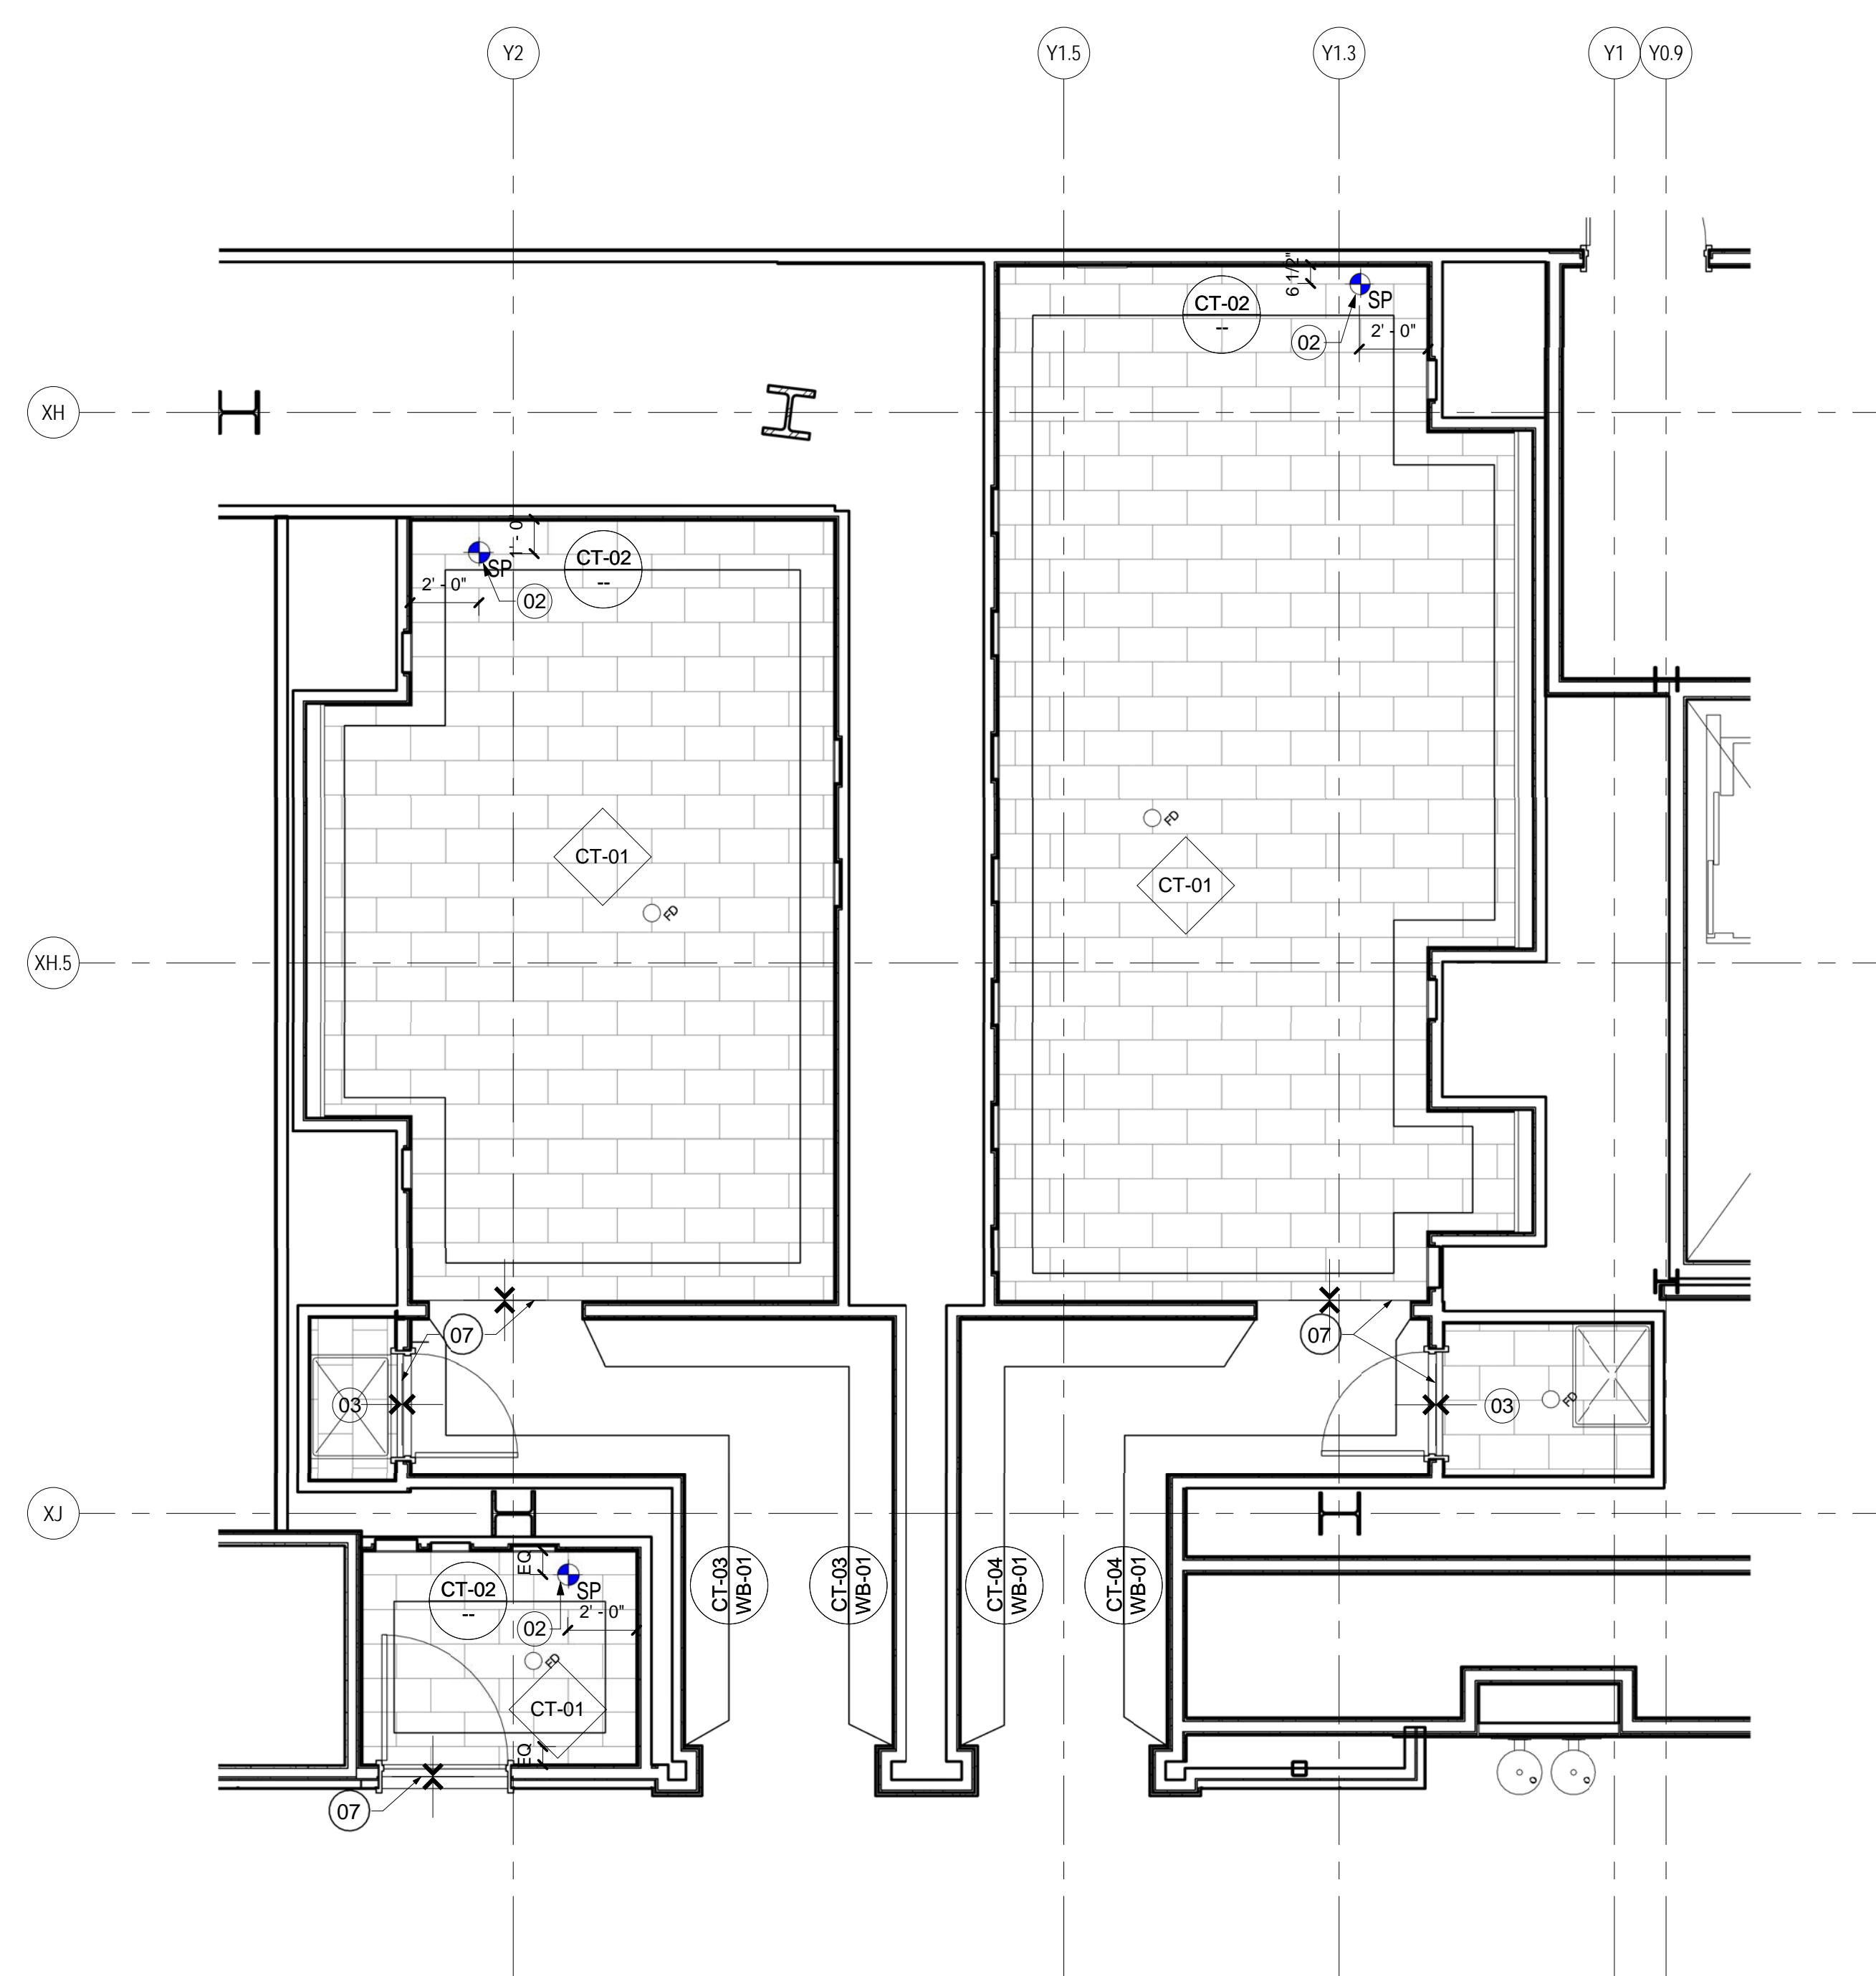 Y2
Y1.5
Y1.3
Y1
Y0.9
6 1/2"
CT-02
--
SP
02
2' - 0"
XH
1' - 0"
CT-02
--
SP
2' - 0"
02
FD
CT-01
CT-01
FD
XH.5
07
07
03
03
FD
XJ
EQ
CT-02
--
SP
2' - 0"
02
FD
CT-01
EQ
CT-03
WB-01
CT-03
WB-01
CT-04
WB-01
CT-04
WB-01
07